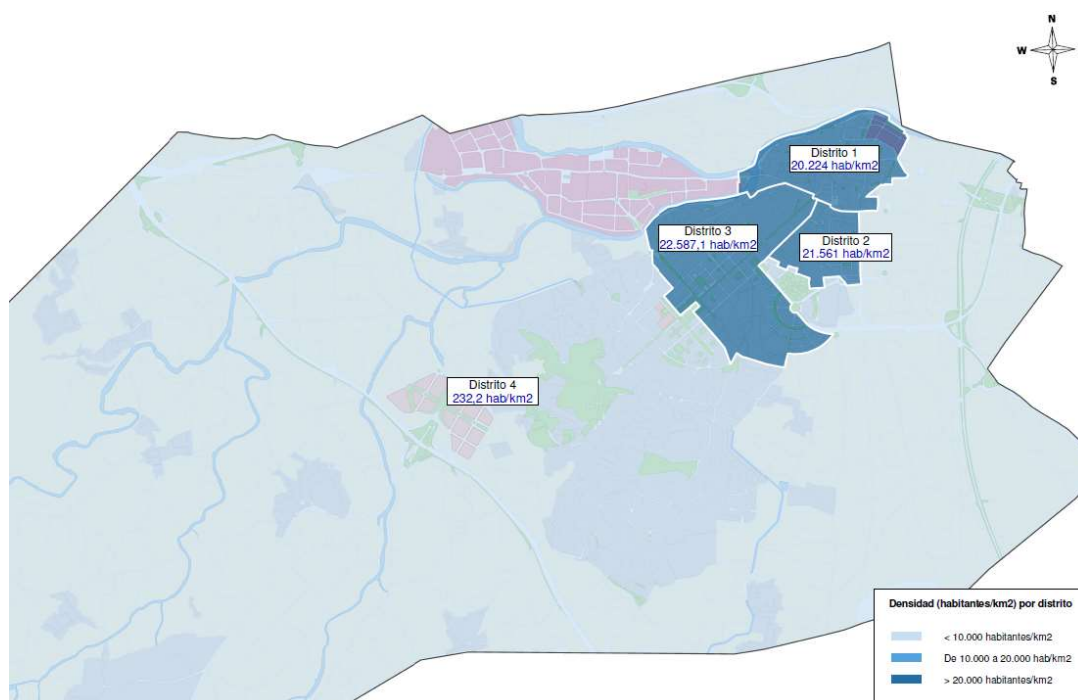 N
W
S
Distrito 1
20.224 hab/km2
Distrito 3
22.587,1 hab/km2
Distrito 2
21.561 hab/km2
Distrito 4
232,2 hab/km2
Densidad (habitantes/km2) por distrito
< 10.000 habitantes/km2
De 10.000 a 20.000 hab/km2
> 20.000 habitantes/km2